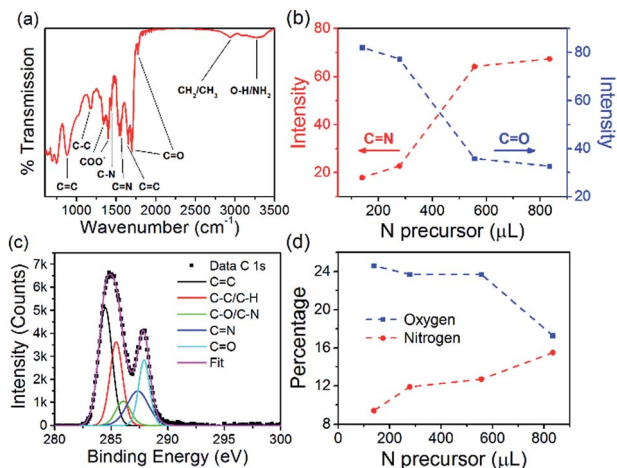 (a)
% Transmission
C=C
C-C
COO-
C-N
C=N
C=C
C=O
CH2/CH3
O-H/NH2
1000 1500 2000 2500 3000 3500
Wavenumber (cm-1)
(b)
Intensity
80
60
40
20
C=N
C=O
80
60
40
20
Intensity
200 400 600 800
N precursor (μL)
(c)
Intensity (Counts)
7k
6k
5k
4k
3k
2k
1k
0
Data C 1s
C=C
C-C/C-H
C-O/C-N
C=N
C=O
Fit
280 285 290 295 300
Binding Energy (eV)
(d)
Percentage
24
20
16
12
8
Oxygen
Nitrogen
0 200 400 600 800
N precursor (μL)